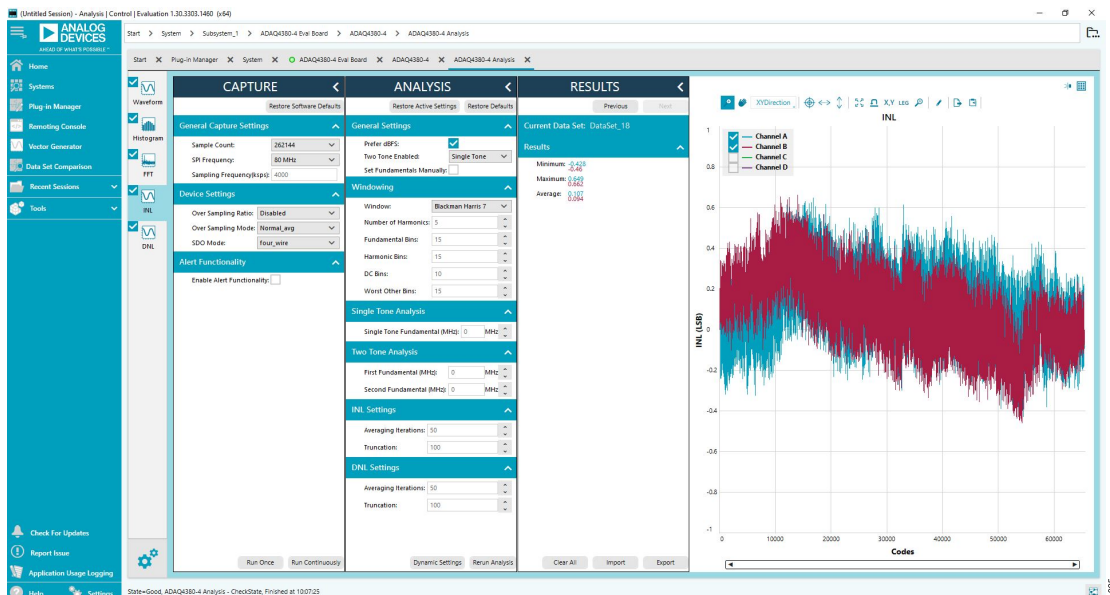 (Untitled Session) - Analysis | Control | Evaluation 1.30.3303.1460 (x64)
ANALOG DEVICES
AHEAD OF WHAT'S POSSIBLE™
Start > System > Subsystem_1 > ADAQ4380-4 Eval Board > ADAQ4380-4 > ADAQ4380-4 Analysis
Start Plug-in Manager System ADAQ4380-4 Eval Board ADAQ4380-4 ADAQ4380-4 Analysis
Home
Systems
Plug-in Manager
Remoting Console
Vector Generator
Data Set Comparison
Recent Sessions
Tools
Check For Updates
Report Issue
Application Usage Logging
Help Settings
Waveform
Histogram
FFT
INL
DNL
CAPTURE
Restore Software Defaults
General Capture Settings
Sample Count: 262144
SPI Frequency: 80 MHz
Sampling Frequency(ksps): 4000
Device Settings
Over Sampling Ratio: Disabled
Over Sampling Mode: Normal_avg
SDO Mode: four_wire
Alert Functionality
Enable Alert Functionality:
Run Once Run Continuously
ANALYSIS
Restore Active Settings Restore Defaults
General Settings
Prefer dBFS:
Two Tone Enabled: Single Tone
Set Fundamentals Manually:
Windowing
Window: Blackman Harris 7
Number of Harmonics: 5
Fundamental Bins: 15
Harmonic Bins: 15
DC Bins: 10
Worst Other Bins: 15
Single Tone Analysis
Single Tone Fundamental (MHz): 0 MHz
Two Tone Analysis
First Fundamental (MHz): 0 MHz
Second Fundamental (MHz): 0 MHz
INL Settings
Averaging Iterations: 50
Truncation: 100
DNL Settings
Averaging Iterations: 50
Truncation: 100
Dynamic Settings Rerun Analysis
RESULTS
Previous Next
Current Data Set: DataSet_18
Results
Minimum: -0.428
-0.46
Maximum: 0.649
0.662
Average: 0.107
0.094
Clear All Import Export
XYDirection X,Y LEG
INL
Channel A
Channel B
Channel C
Channel D
1
0.8
0.6
0.4
0.2
0
-0.2
-0.4
-0.6
-0.8
-1
INL (LSB)
0 10000 20000 30000 40000 50000 60000
Codes
State=Good, ADAQ4380-4 Analysis - CheckState, Finished at 10:07:25